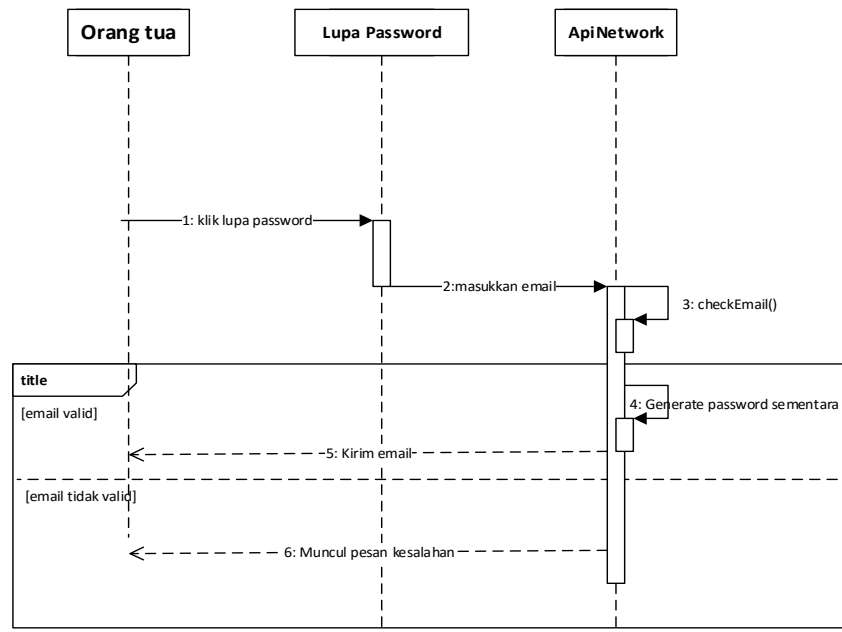 Orang tua
Lupa Password
ApiNetwork
1: klik lupa password
2:masukkan email
3: checkEmail()
title
[email valid]
4: Generate password sementara
5: Kirim email
[email tidak valid]
6: Muncul pesan kesalahan